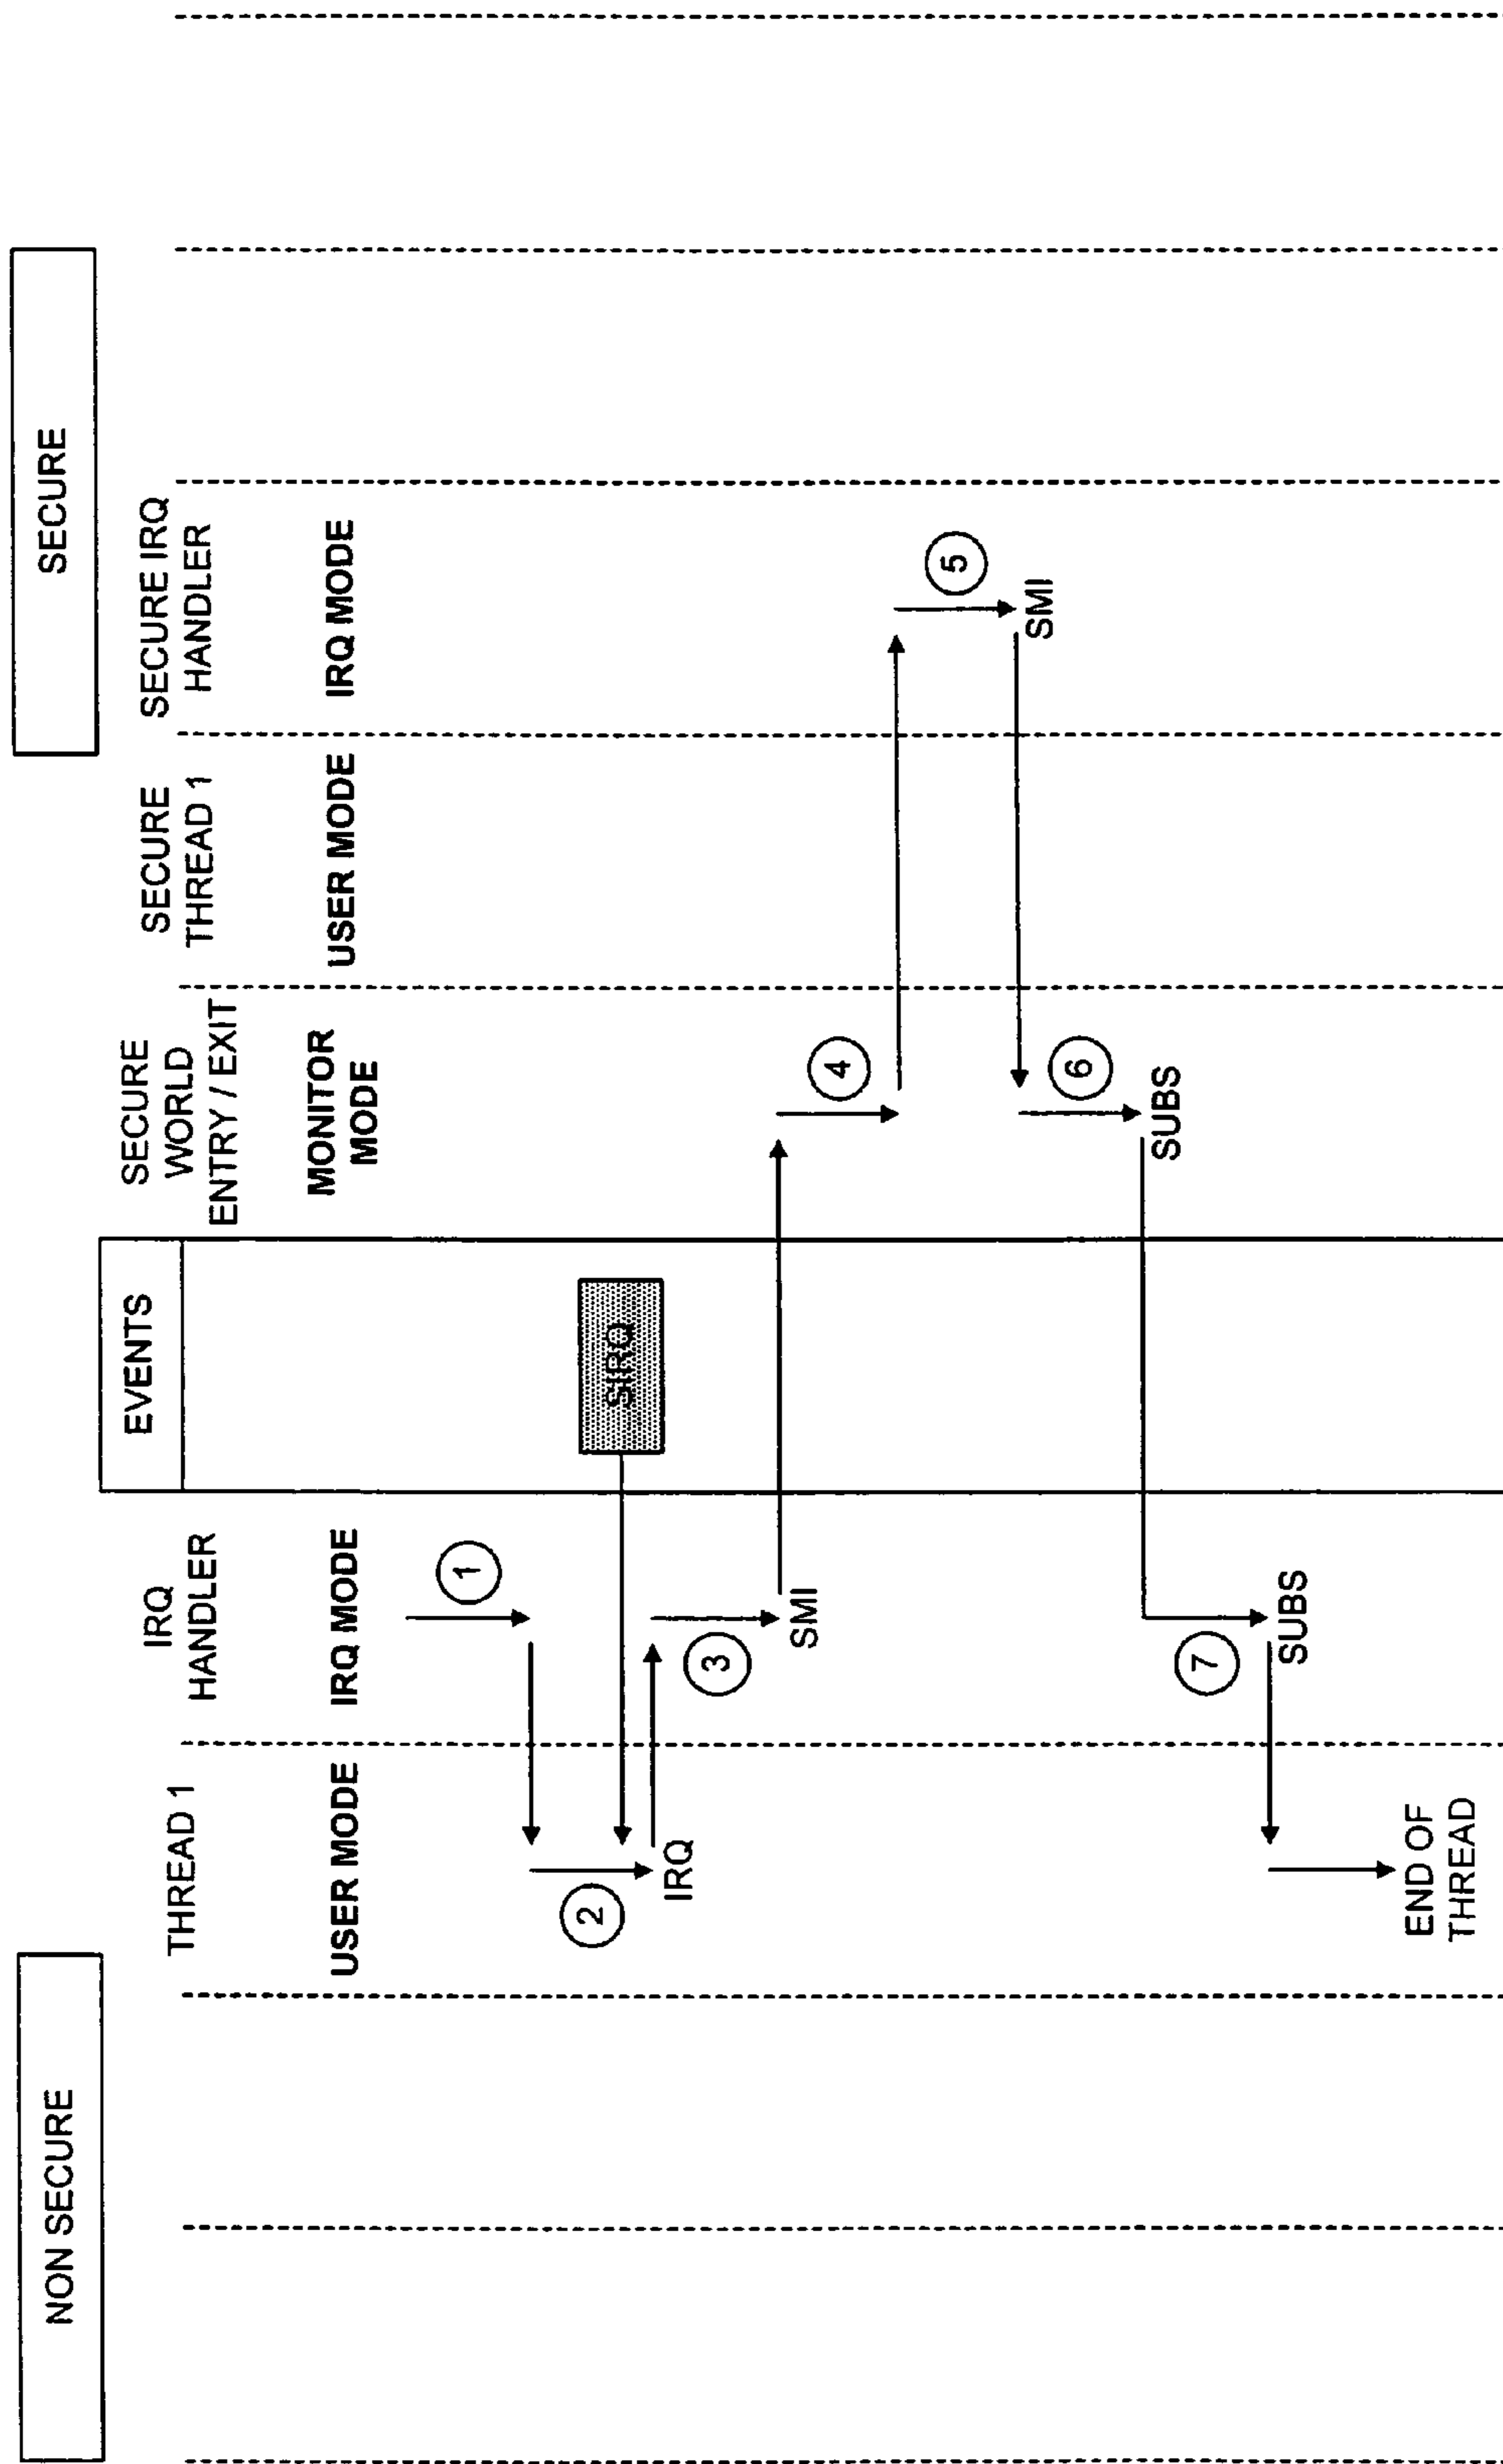 NON SECURE
SECURE
EVENTS
THREAD 1
USER MODE
IRQ
HANDLER
IRQ MODE
SECURE
WORLD
ENTRY / EXIT
MONITOR
MODE
SECURE
THREAD 1
USER MODE
SECURE IRQ
HANDLER
IRQ MODE
1
SIRQ
2
IRQ
3
SMI
4
5
SMI
6
SUBS
7
SUBS
END OF
THREAD